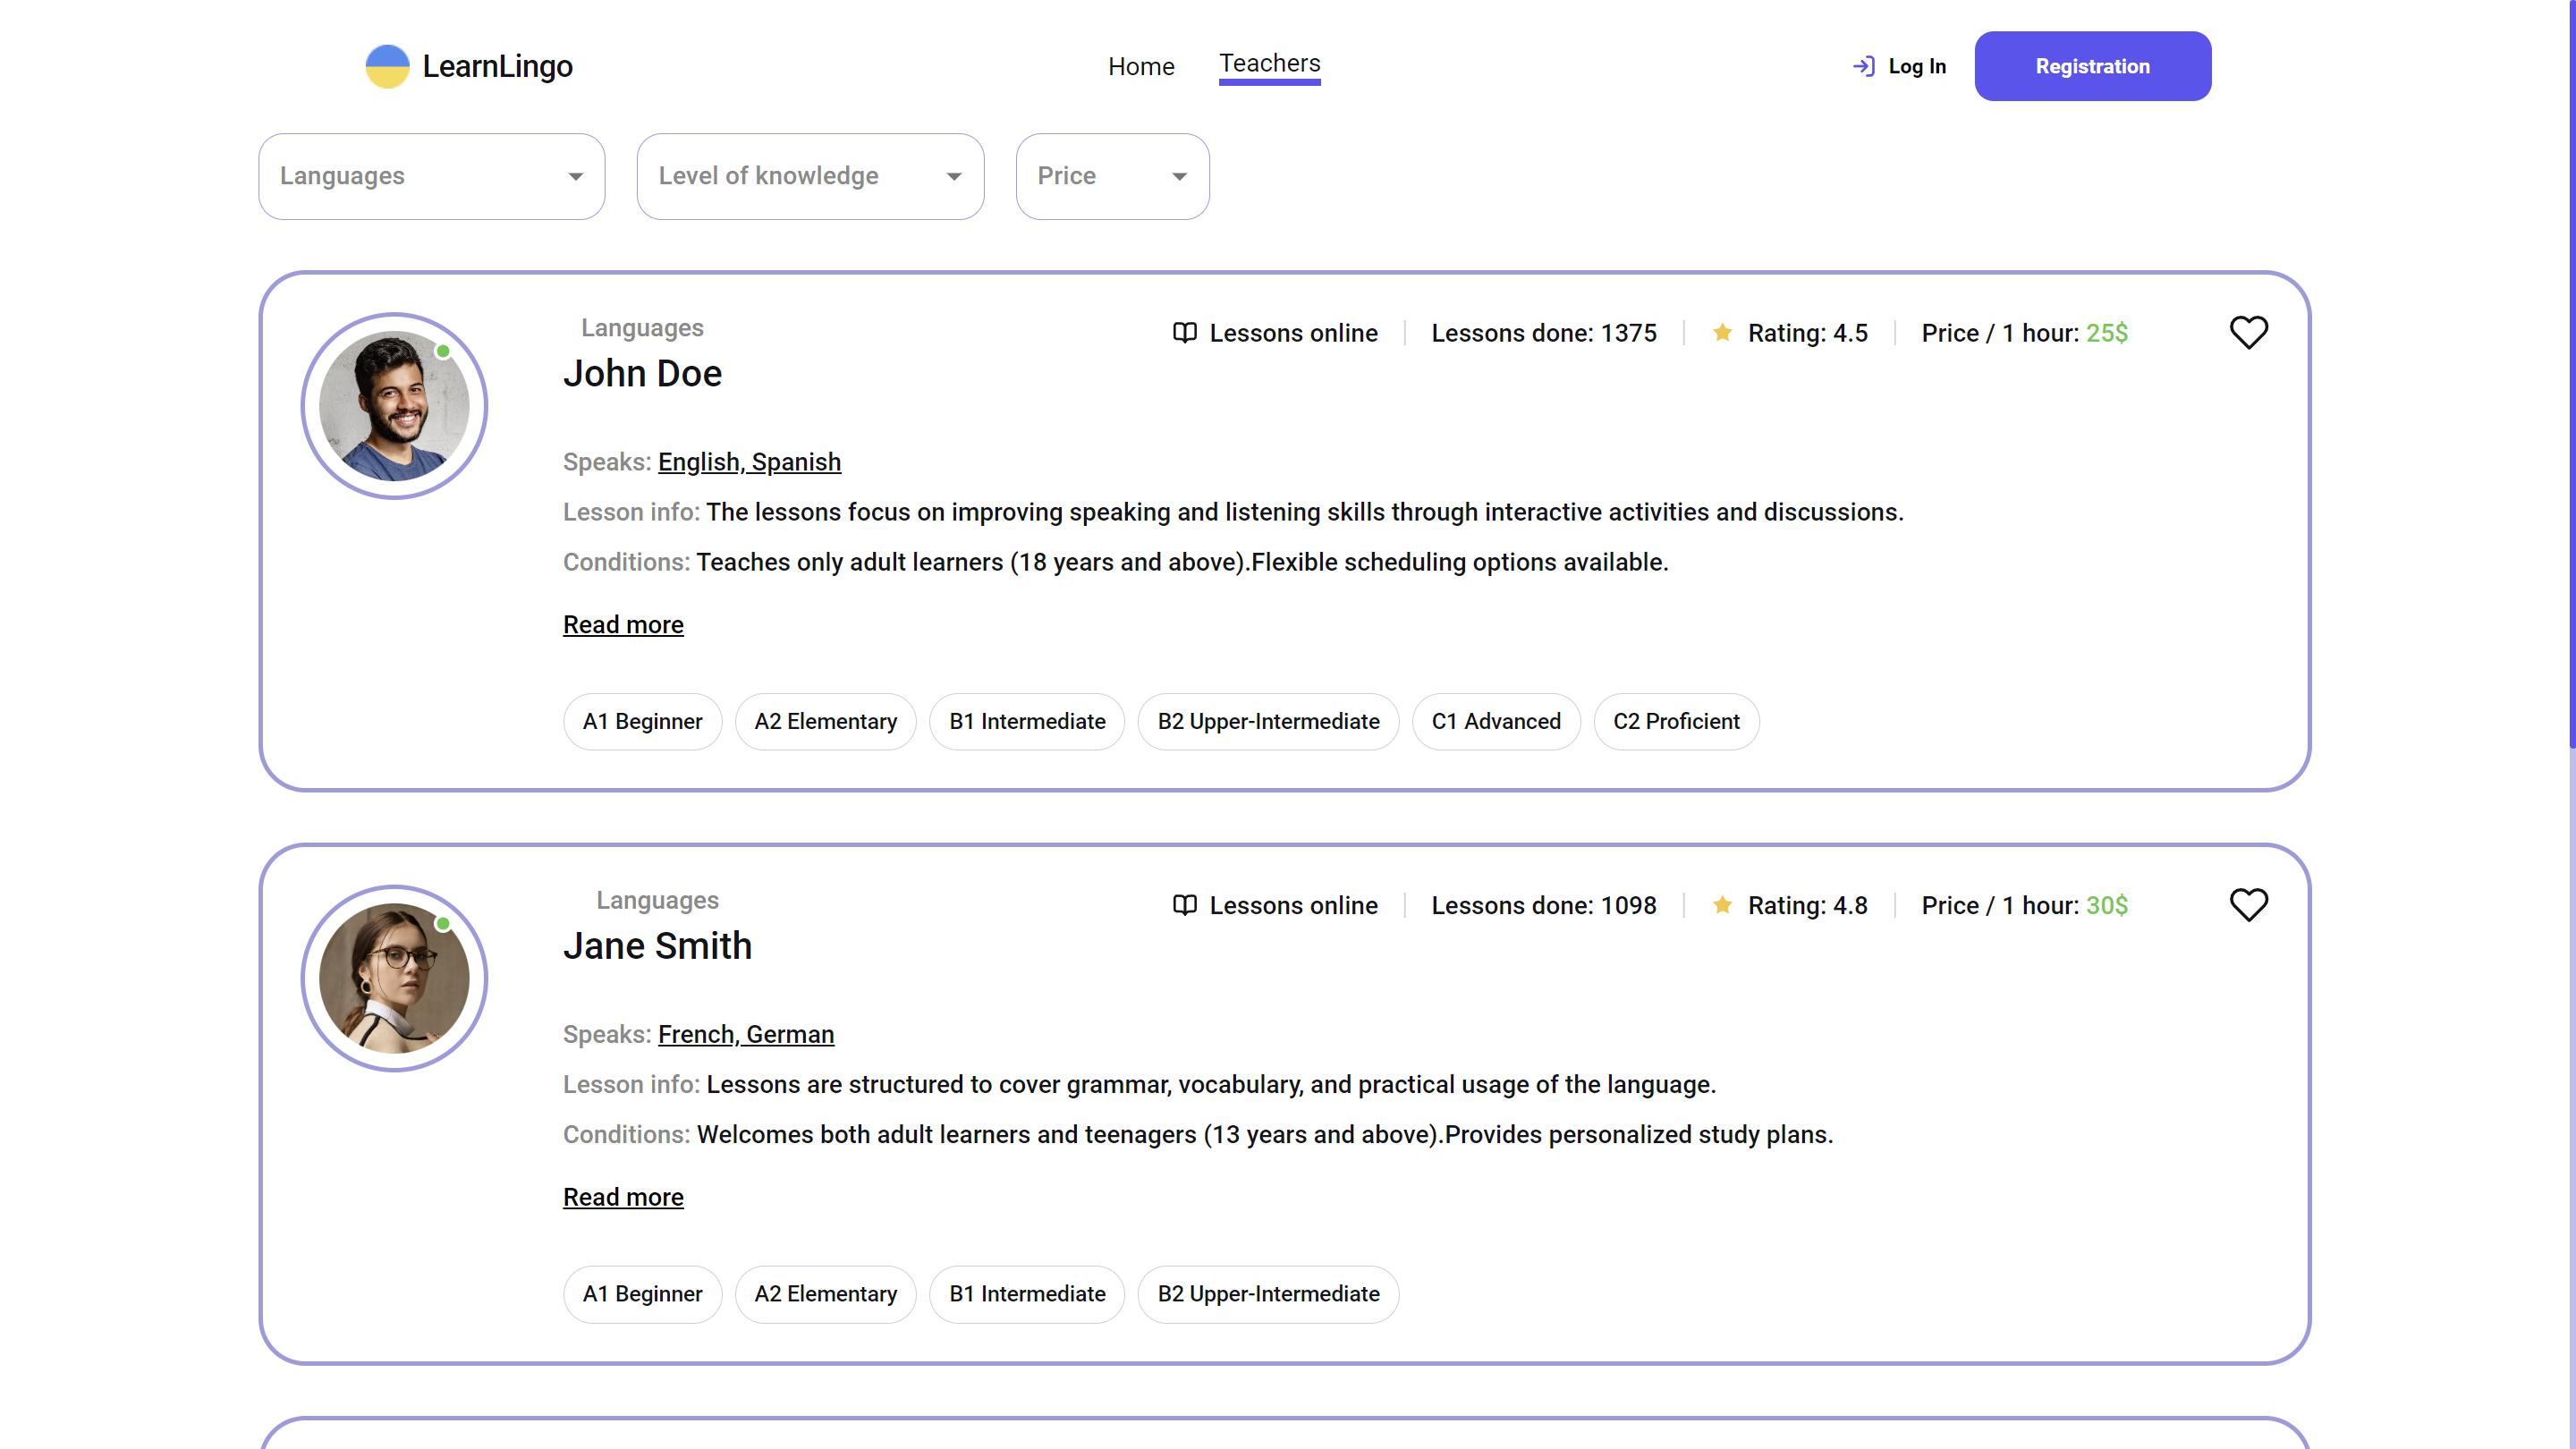 LearnLingo
Home Teachers
Log In Registration
Languages Level of knowledge Price
Languages Lessons online Lessons done: 1375 Rating: 4.5 Price / 1 hour: 25$
John Doe
Speaks: English, Spanish
Lesson info: The lessons focus on improving speaking and listening skills through interactive activities and discussions.
Conditions: Teaches only adult learners (18 years and above).Flexible scheduling options available.
Read more
A1 Beginner A2 Elementary B1 Intermediate B2 Upper-Intermediate C1 Advanced C2 Proficient
Languages Lessons online Lessons done: 1098 Rating: 4.8 Price / 1 hour: 30$
Jane Smith
Speaks: French, German
Lesson info: Lessons are structured to cover grammar, vocabulary, and practical usage of the language.
Conditions: Welcomes both adult learners and teenagers (13 years and above).Provides personalized study plans.
Read more
A1 Beginner A2 Elementary B1 Intermediate B2 Upper-Intermediate